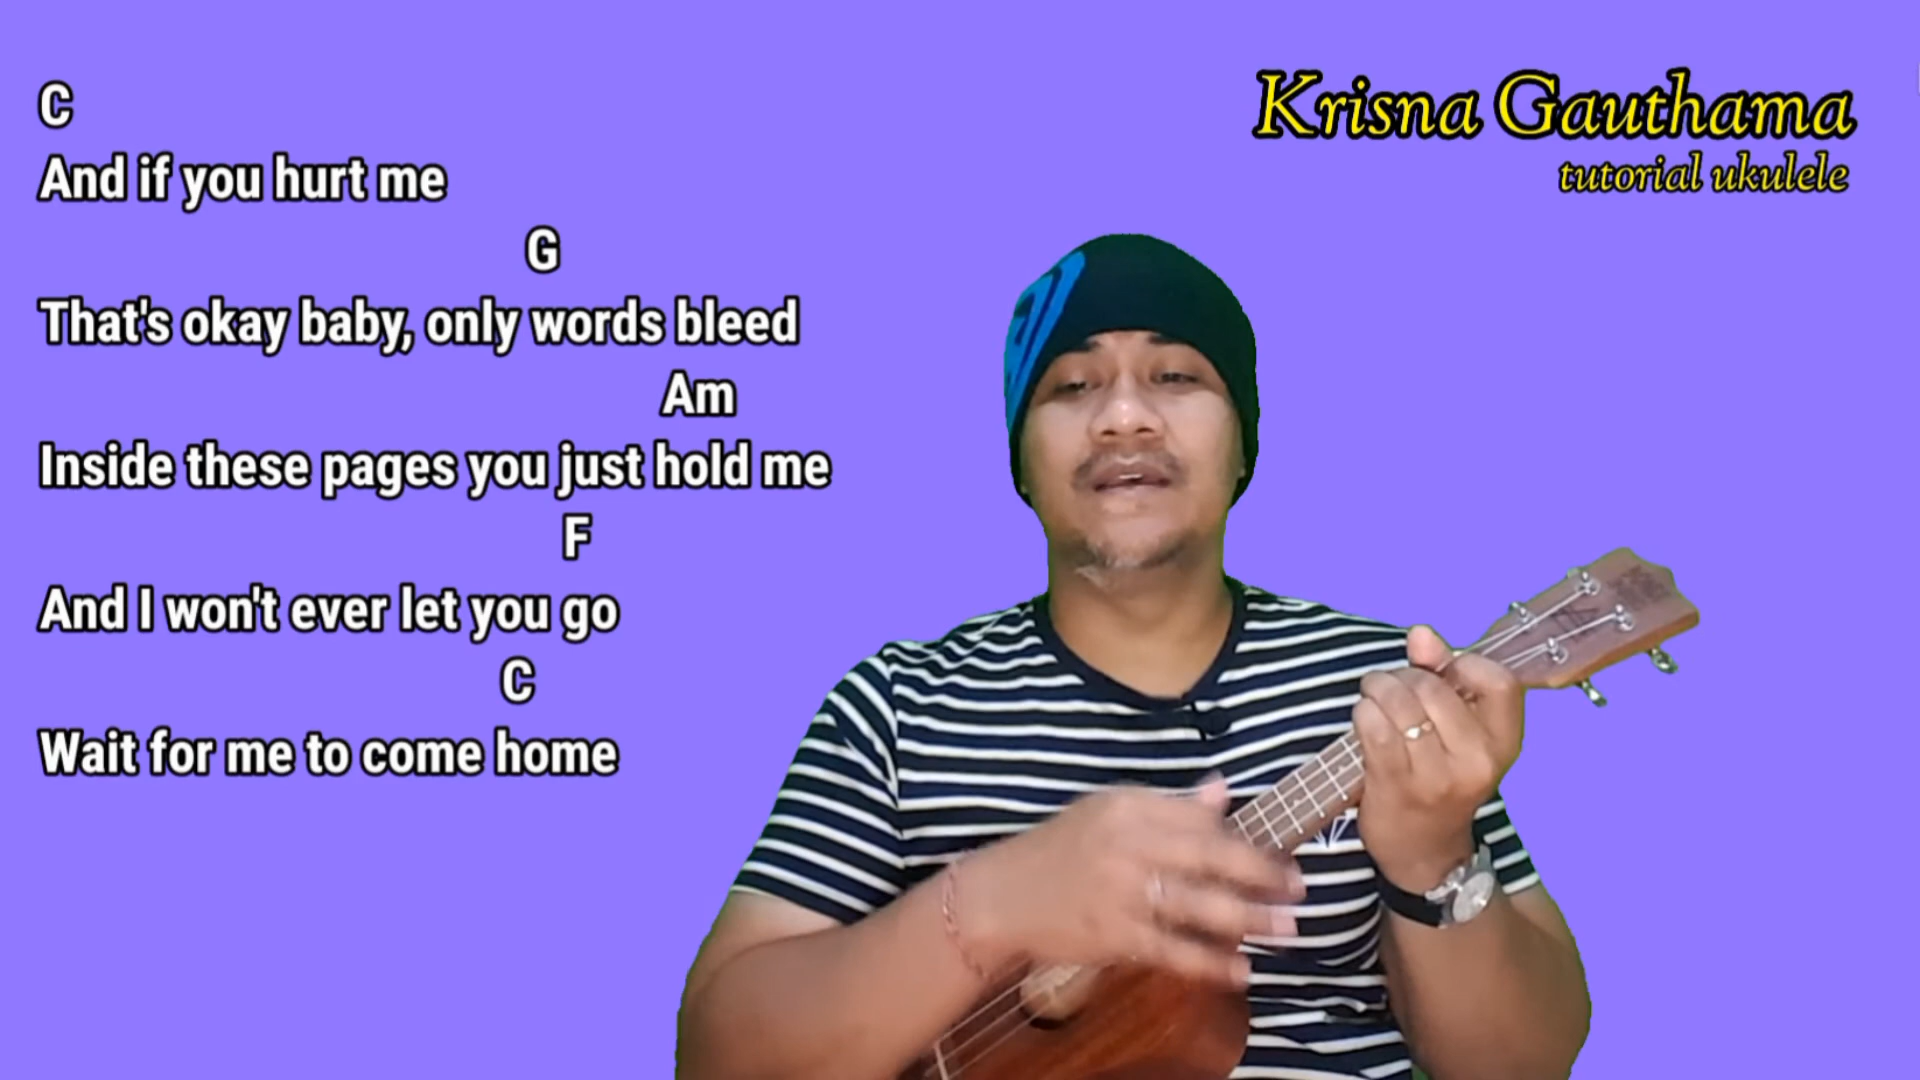 C
And if you hurt me
G
That's okay baby, only words bleed
Am
Inside these pages you just hold me
F
And I won't ever let you go
C
Wait for me to come home
Krisna Gauthama
tutorial ukulele